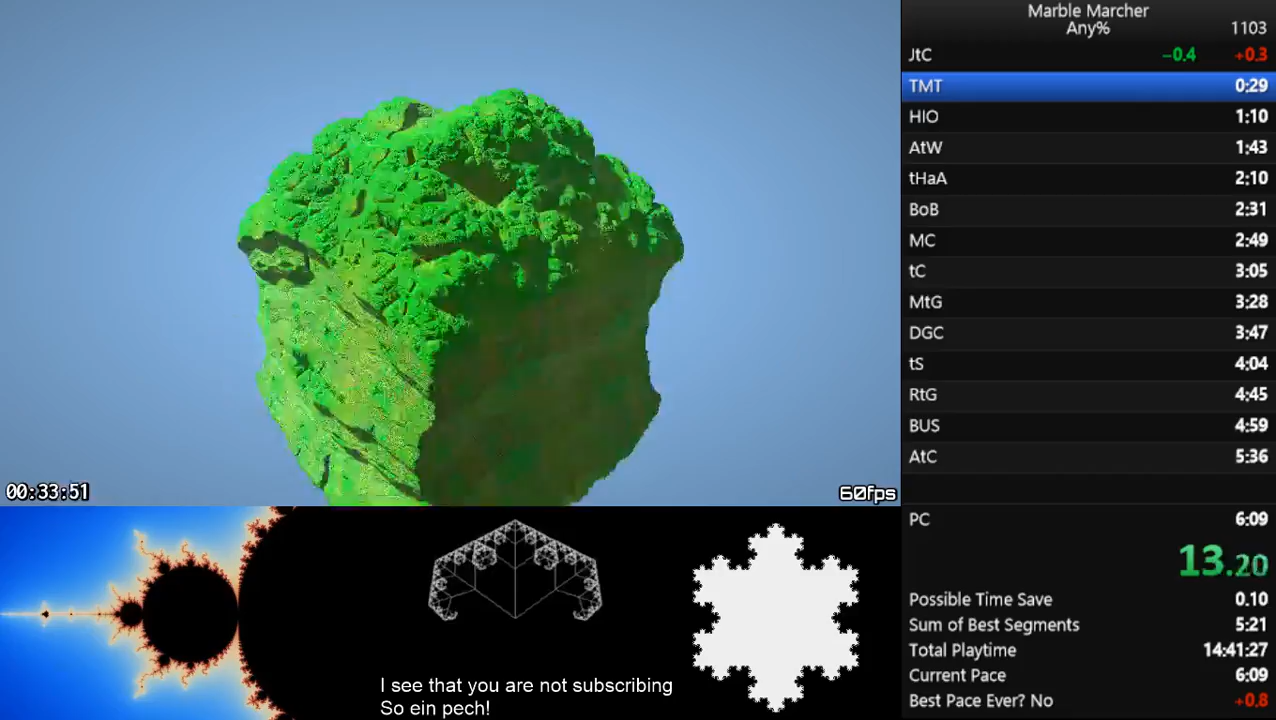 Marble Marcher
Any% 1103
JtC −0.4 +0.3
TMT 0:29
HIO 1:10
AtW 1:43
tHaA 2:10
BoB 2:31
MC 2:49
tC 3:05
MtG 3:28
DGC 3:47
tS 4:04
RtG 4:45
BUS 4:59
AtC 5:36
00:33:51
60fps
PC 6:09
13.20
Possible Time Save 0.10
Sum of Best Segments 5:21
Total Playtime 14:41:27
Current Pace 6:09
Best Pace Ever? No +0.8
I see that you are not subscribing
So ein pech!